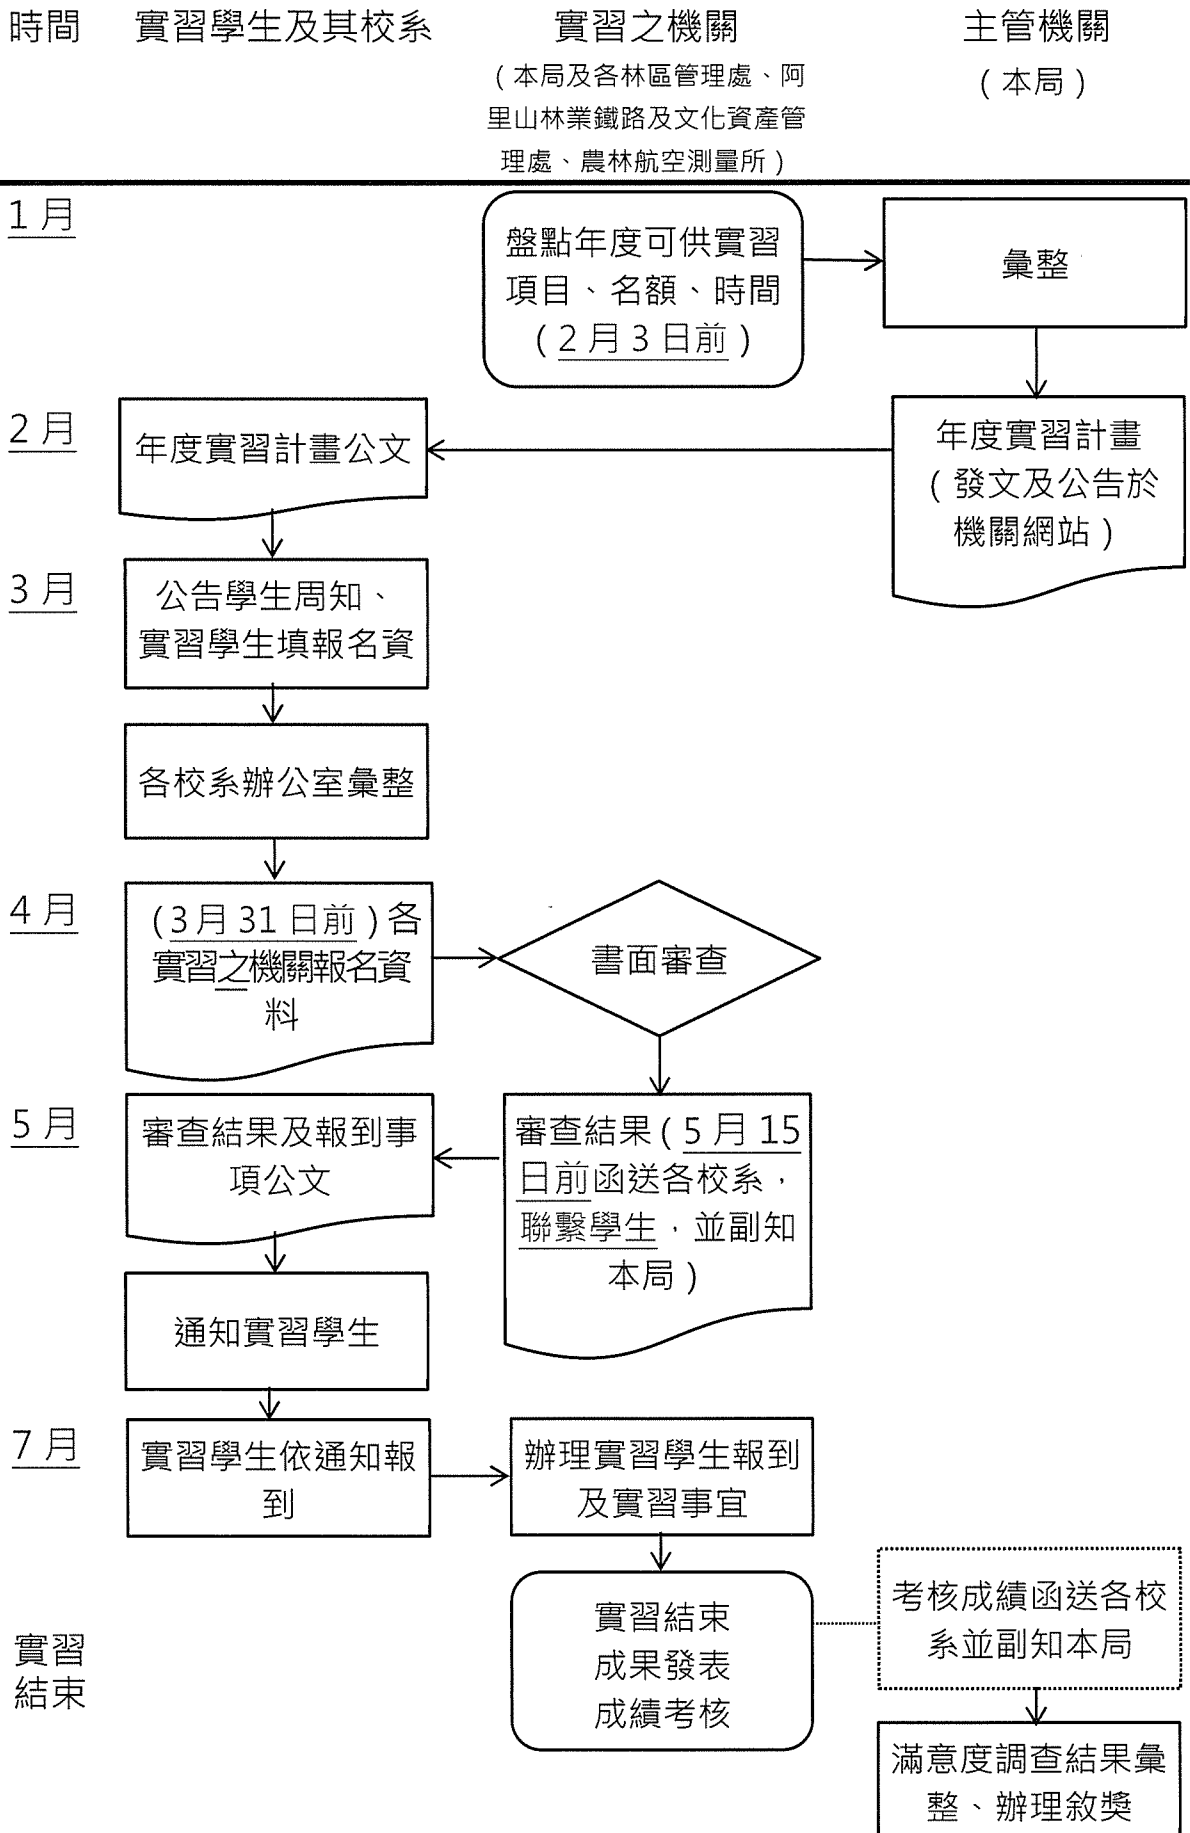 時間
實習學生及其校系
實習之機關
主管機關
(本局及各林區管理處、阿
里山林業鐵路及文化資產管
理處、農林航空測量所)
(本局)
1月
盤點年度可供實習
項目、名額、時間
(2月3日前)
彙整
2月
年度實習計畫公文
年度實習計畫
(發文及公告於
機關網站)
3月
公告學生周知、
實習學生填報名資
各校系辦公室彙整
4月
(3月31日前)各
實習之機關報名資
料
書面審查
5月
審查結果及報到事
項公文
審查結果(5月15
日前函送各校系,
聯繫學生,並副知
本局)
通知實習學生
7月
實習學生依通知報
到
辦理實習學生報到
及實習事宜
實習
結束
實習結束
成果發表
成績考核
考核成績函送各校
系並副知本局
滿意度調查結果彙
整、辦理敘獎